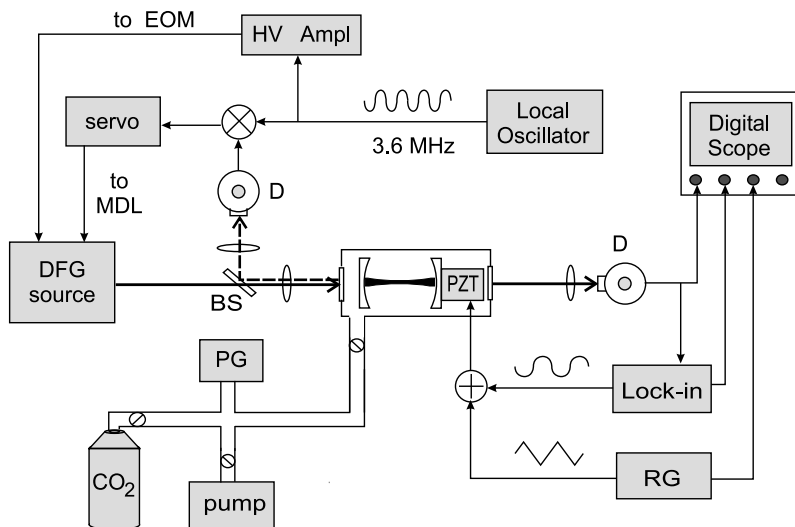 to EOM
HV Ampl
servo
Local
Oscillator
3.6 MHz
Digital
Scope
to
MDL
D
DFG
source
BS
PZT
D
PG
Lock-in
CO2
pump
RG